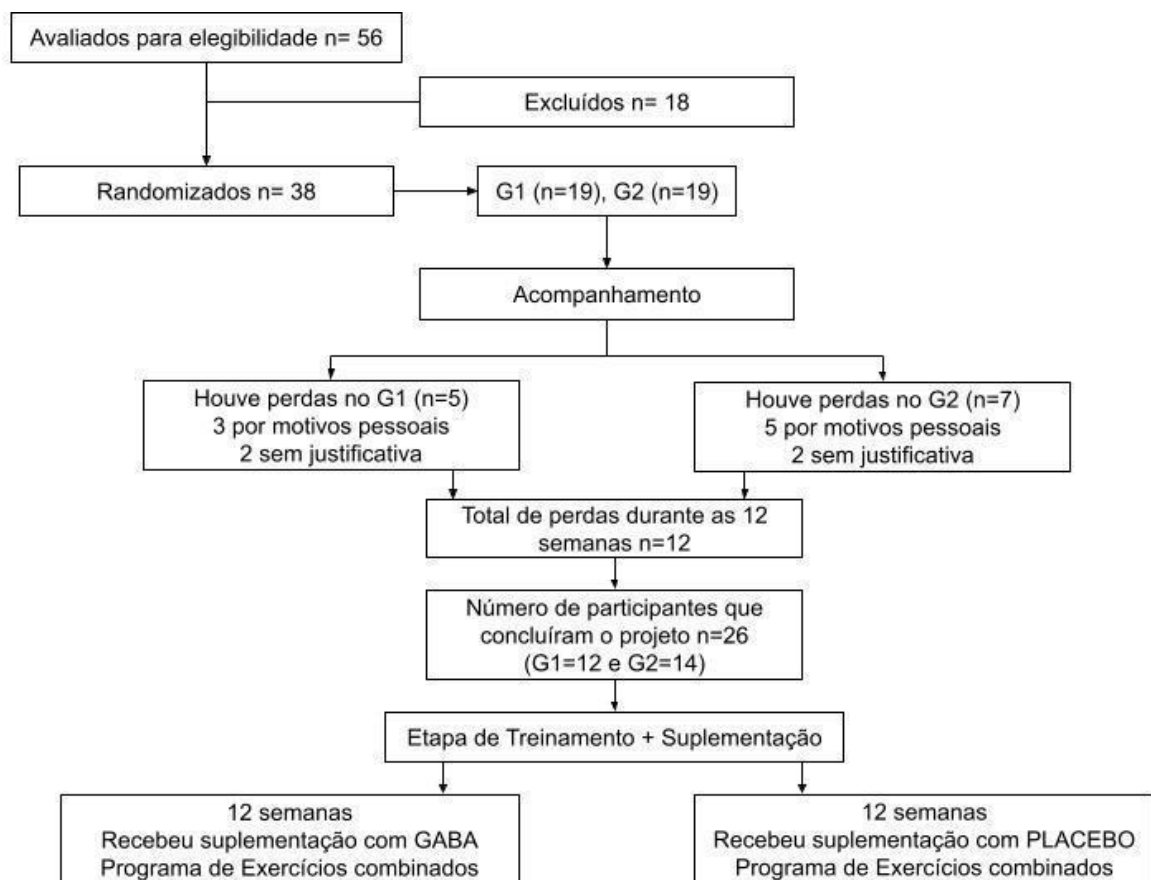 Avaliados para elegibilidade n= 56
Excluídos n= 18
Randomizados n= 38
G1 (n=19), G2 (n=19)
Acompanhamento
Houve perdas no G1 (n=5)
3 por motivos pessoais
2 sem justificativa
Houve perdas no G2 (n=7)
5 por motivos pessoais
2 sem justificativa
Total de perdas durante as 12
semanas n=12
Número de participantes que
concluíram o projeto n=26
(G1=12 e G2=14)
Etapa de Treinamento + Suplementação
12 semanas
Recebeu suplementação com GABA
Programa de Exercícios combinados
12 semanas
Recebeu suplementação com PLACEBO
Programa de Exercícios combinados